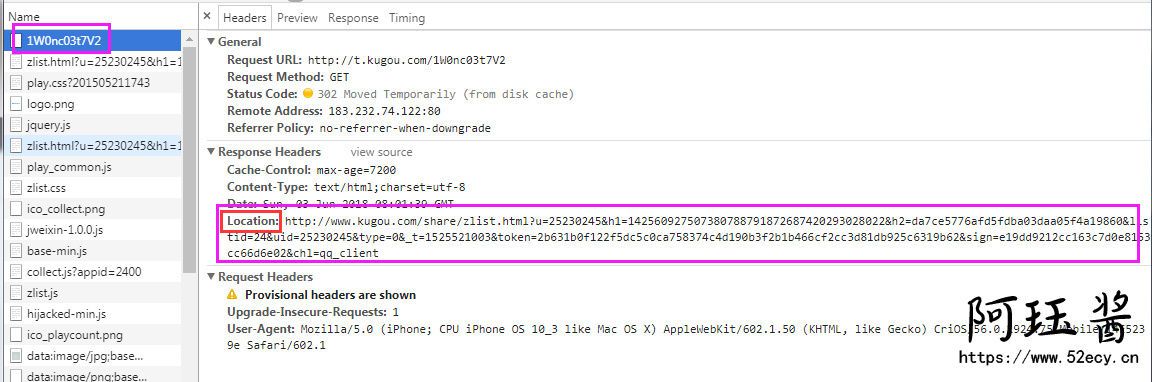 Name
1W0nc03t7V2
zlist.html?u=25230245&h1=1
play.css?201505211743
logo.png
jquery.js
zlist.html?u=25230245&h1=1
play_common.js
zlist.css
ico_collect.png
jweixin-1.0.0.js
base-min.js
collect.js?appid=2400
zlist.js
hijacked-min.js
ico_playcount.png
data:image/jpg;base...
data:image/png;base...
× Headers Preview Response Timing
General
Request URL: http://t.kugou.com/1W0nc03t7V2
Request Method: GET
Status Code: 302 Moved Temporarily (from disk cache)
Remote Address: 183.232.74.122:80
Referrer Policy: no-referrer-when-downgrade
Response Headers view source
Cache-Control: max-age=7200
Content-Type: text/html;charset=utf-8
Date: Sun, 03 Jun 2018 08:01:39 GMT
Location: http://www.kugou.com/share/zlist.html?u=25230245&h1=14256092750738078879187268742029302​8022&h2=da7ce5776afd5fdba03daa05f4a19860&lis
tid=24&uid=25230245&type=0&_t=1525521003&token=2b631b0f122f5dc5c0ca758374c4d190b3f2b1b466cf2cc3d81db925c6319b62&sign=e19dd9212cc163c7d0e8163
cc66d6e02&chl=qq_client
Request Headers
Provisional headers are shown
Upgrade-Insecure-Requests: 1
User-Agent: Mozilla/5.0 (iPhone; CPU iPhone OS 10_3 like Mac OS X) AppleWebKit/602.1.50 (KHTML, like Gecko) CriOS/56.0.2924.75 Mobile/14E523
9e Safari/602.1
阿珏酱
https://www.52ecy.cn